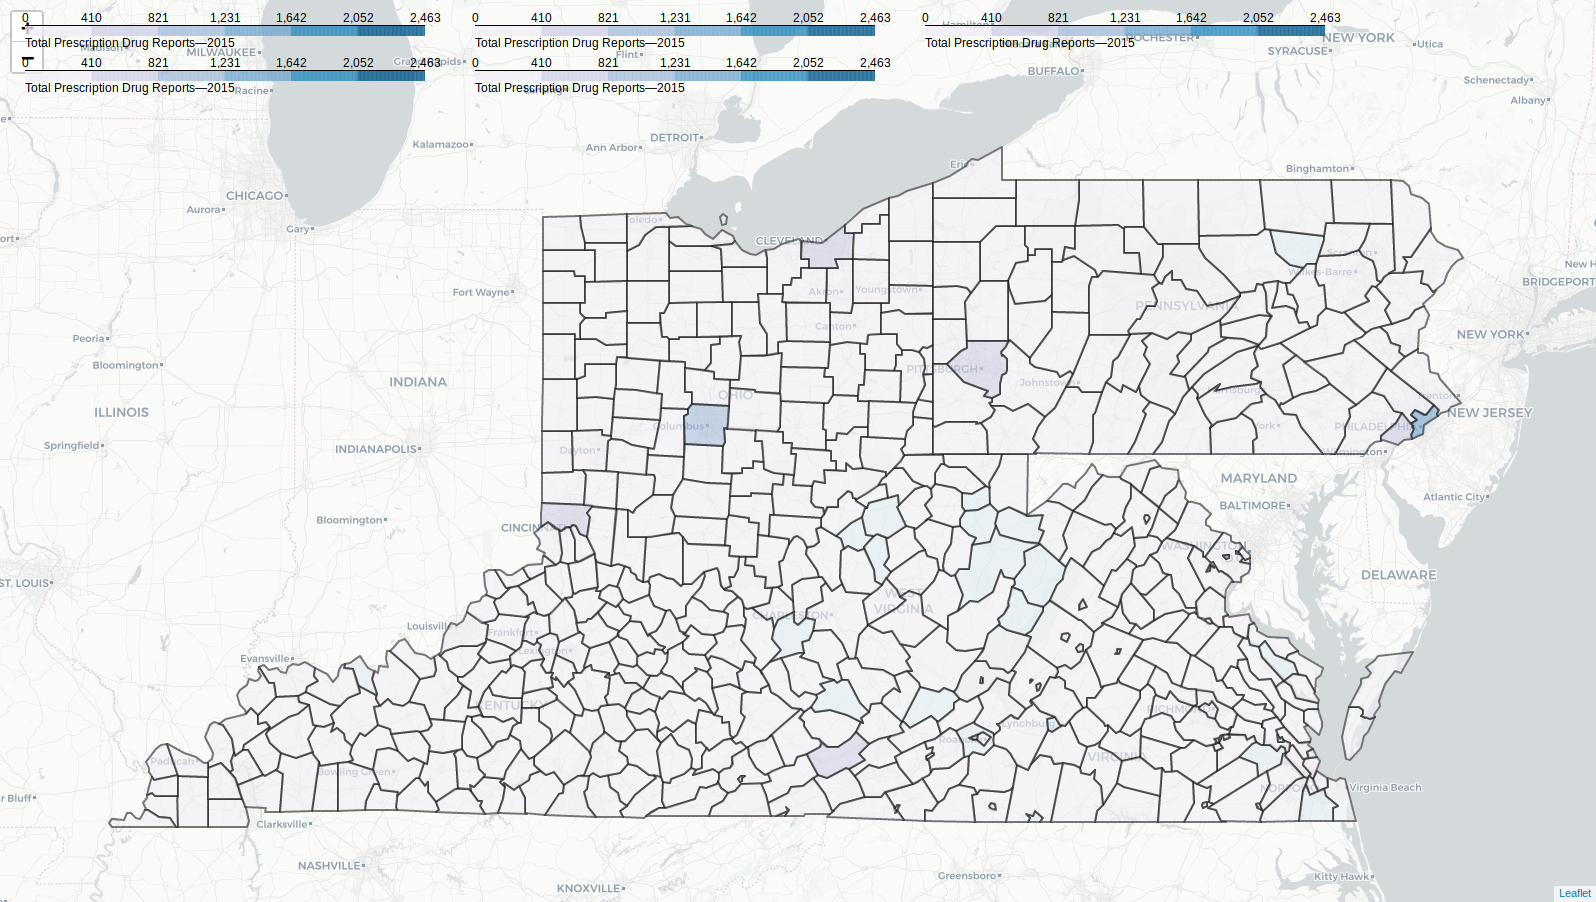 0 410 821 1,231 1,642 2,052 2,463
Total Prescription Drug Reports—2015
0 410 821 1,231 1,642 2,052 2,463
Total Prescription Drug Reports—2015
0 410 821 1,231 1,642 2,052 2,463
Total Prescription Drug Reports—2015
0 410 821 1,231 1,642 2,052 2,463
Total Prescription Drug Reports—2015
0 410 821 1,231 1,642 2,052 2,463
Total Prescription Drug Reports—2015
+
−
Hamilton
ROCHESTER
NEW YORK
Utica
SYRACUSE
Madison
MILWAUKEE
Grand Rapids
Flint
BUFFALO
Schenectady
Albany
Racine
Lansing
Kalamazoo
Ann Arbor
DETROIT
Erie
Binghamton
CHICAGO
Aurora
Gary
Toledo
CLEVELAND
Scranton
Wilkes-Barre
New H
BRIDGEPORT
Fort Wayne
Akron
Youngstown
PENNSYLVANIA
Peoria
Canton
NEW YORK
Bloomington
INDIANA
PITTSBURGH
Johnstown
Harrisburg
Trenton
OHIO
ILLINOIS
NEW JERSEY
Columbus
York
PHILADELPHIA
Springfield
INDIANAPOLIS
Dayton
Wilmington
MARYLAND
Atlantic City
BALTIMORE
Bloomington
CINCINNATI
WASHINGTON
D.C.
ST. LOUIS
DELAWARE
WEST
VIRGINIA
CHARLESTON
Louisville
Frankfort
Lexington
Evansville
KENTUCKY
RICHMOND
Lynchburg
Roanoke
VIRGINIA
Paducah
Bowling Green
NORFOLK
Virginia Beach
r Bluff
Clarksville
NASHVILLE
KNOXVILLE
Greensboro
Kitty Hawk
Leaflet